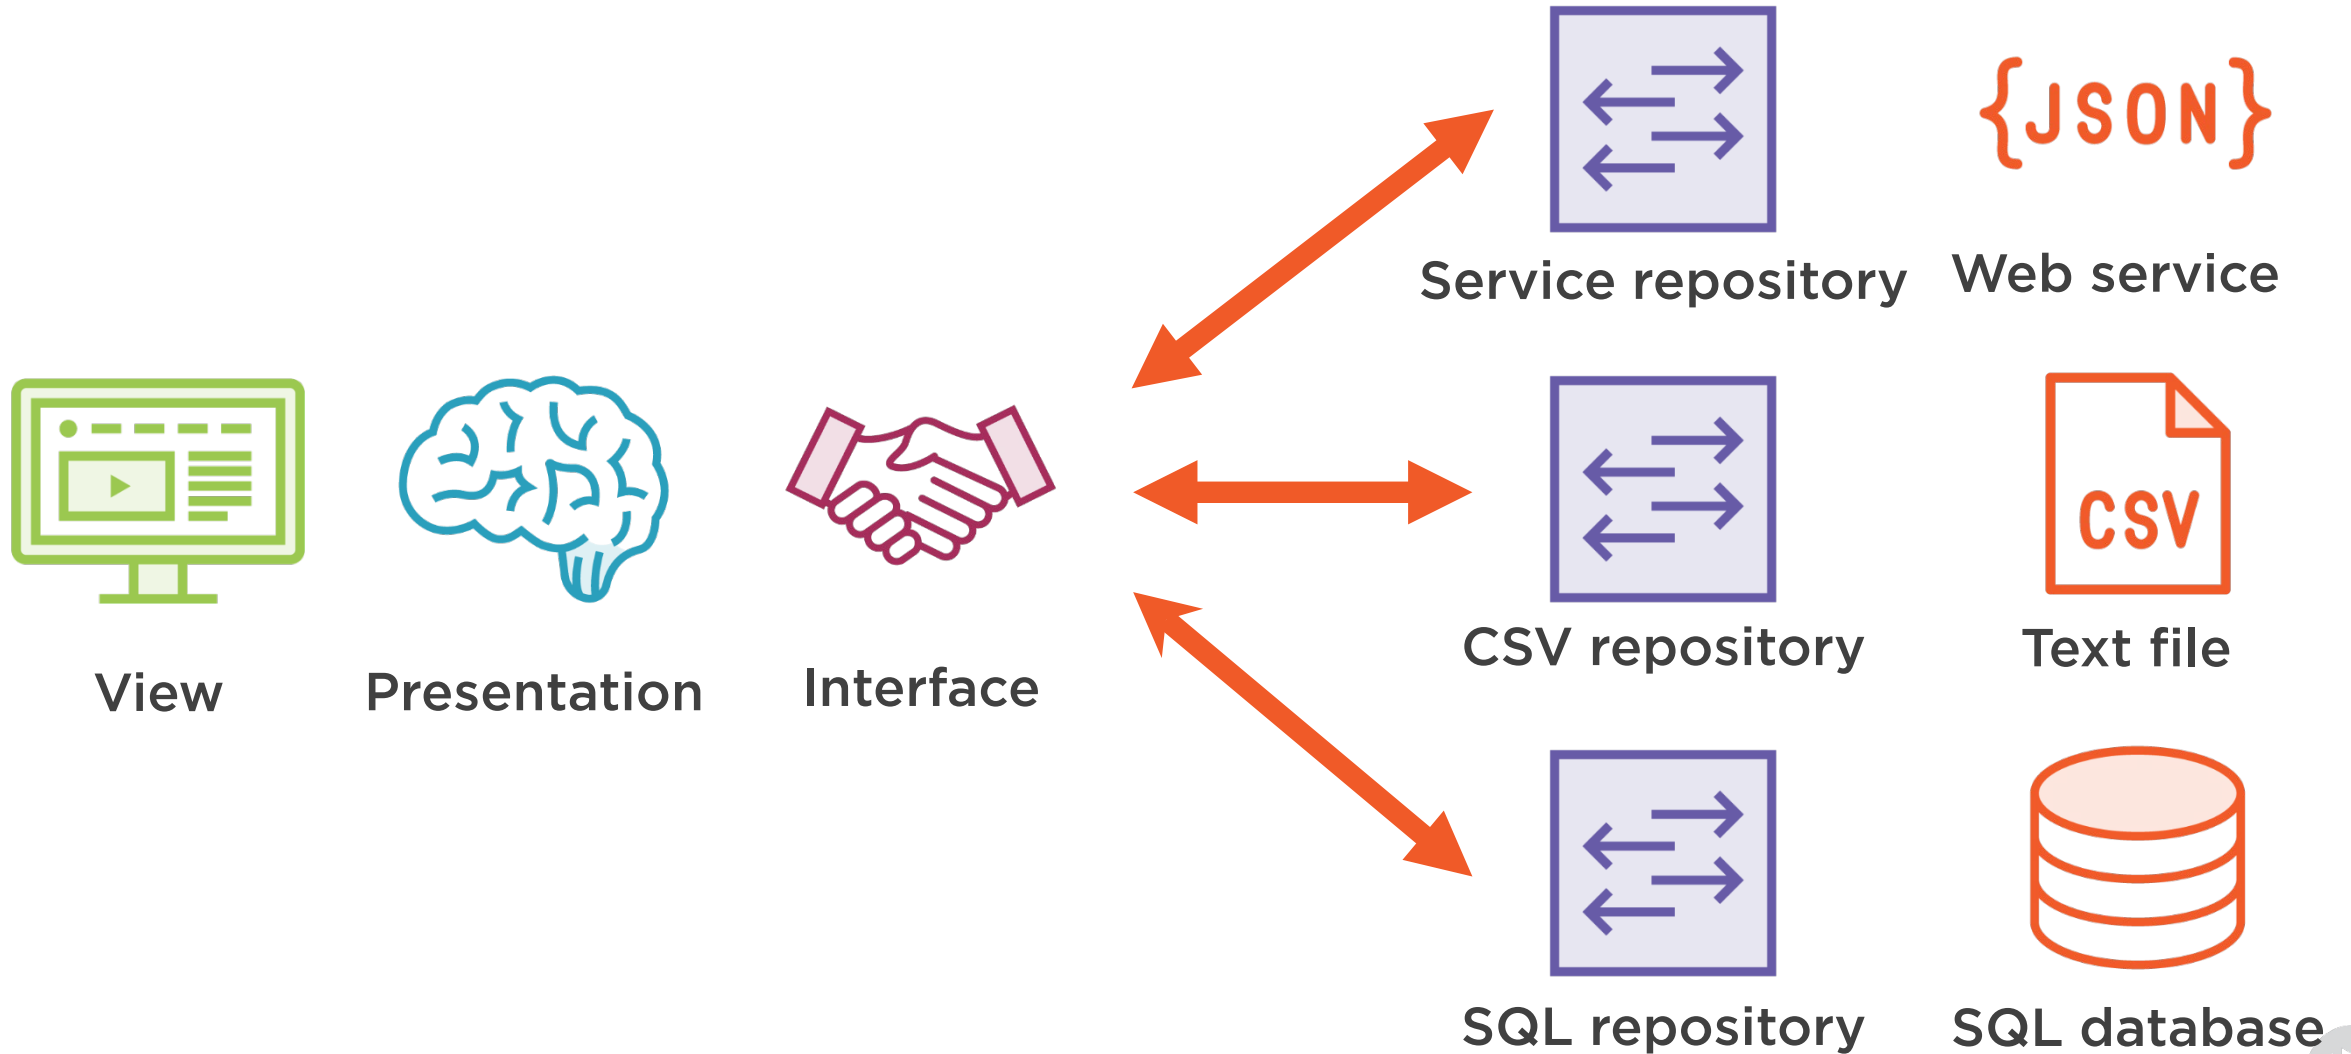 {JSON}
Service repository
Web service
CSV
CSV repository
Text file
View
Presentation
Interface
SQL repository
SQL database